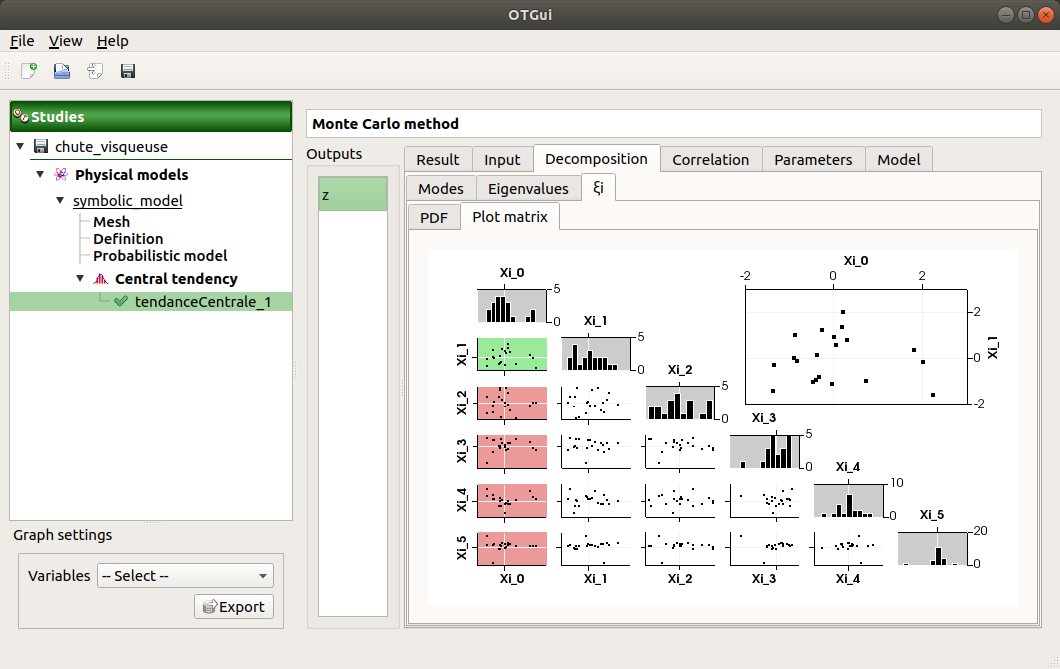 OTGui
File View Help
Studies
chute_visqueuse
Physical models
symbolic_model
Mesh
Definition
Probabilistic model
Central tendency
tendanceCentrale_1
Graph settings
Variables -- Select --
Export
Monte Carlo method
Outputs
z
Result Input Decomposition Correlation Parameters Model
Modes Eigenvalues ξi
PDF Plot matrix
Xi_0
5
0
Xi_1
5
0
Xi_1
Xi_2
5
0
Xi_2
Xi_3
5
0
Xi_3
Xi_4
10
0
Xi_4
Xi_5
20
0
Xi_5
Xi_0 Xi_1 Xi_2 Xi_3 Xi_4
Xi_0
-2 0 2
2
0
-2
Xi_1